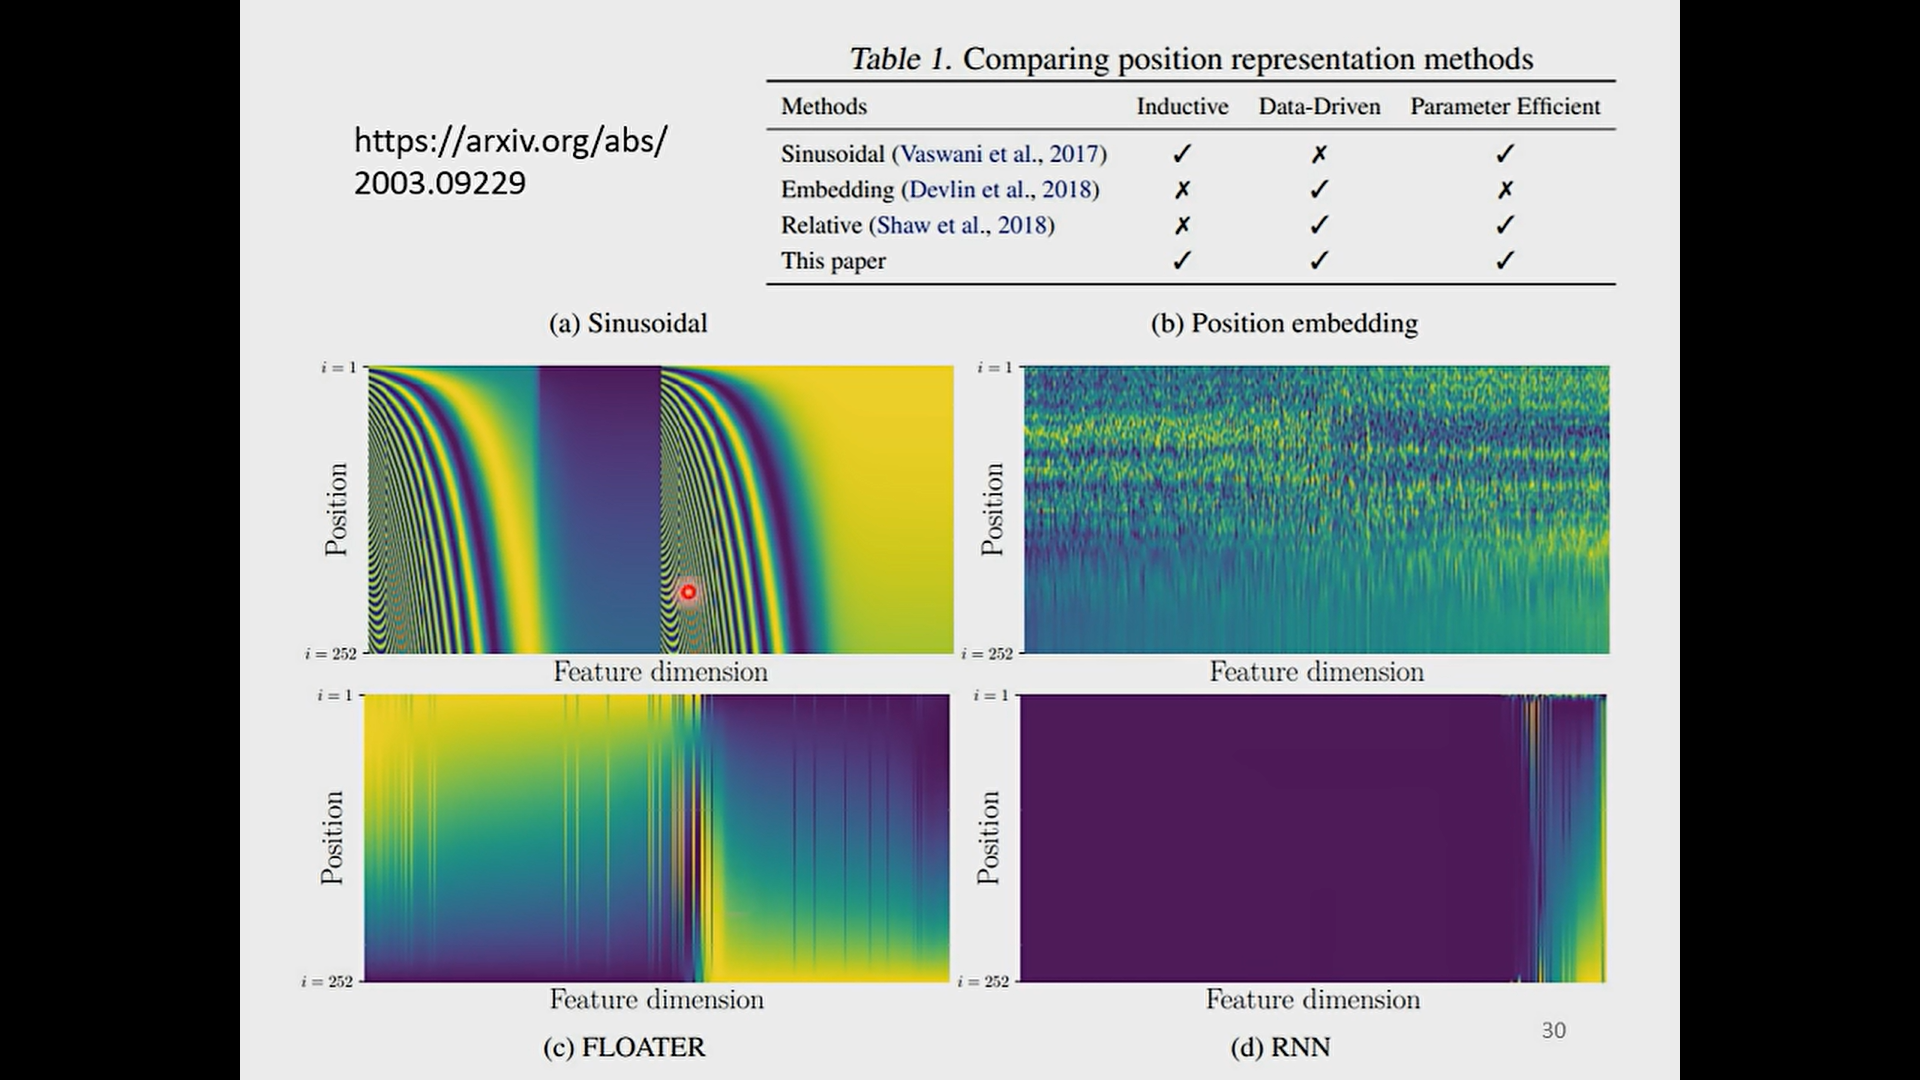 Table 1. Comparing position representation methods
Methods Inductive Data-Driven Parameter Efficient
https://arxiv.org/abs/
2003.09229
Sinusoidal (Vaswani et al., 2017) ✓ ✗ ✓
Embedding (Devlin et al., 2018) ✗ ✓ ✗
Relative (Shaw et al., 2018) ✗ ✓ ✓
This paper ✓ ✓ ✓
(a) Sinusoidal
i = 1
Position
i = 252
Feature dimension
(b) Position embedding
i = 1
Position
i = 252
Feature dimension
i = 1
Position
i = 252
Feature dimension
(c) FLOATER
i = 1
Position
i = 252
Feature dimension
(d) RNN
30